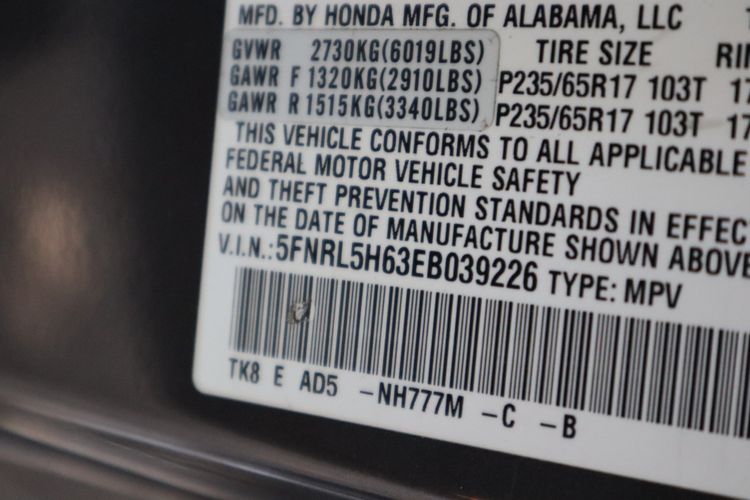 MFD. BY HONDA MFG. OF ALABAMA, LLC
GVWR 2730KG(6019LBS) TIRE SIZE
GAWR F 1320KG(2910LBS) P235/65R17 103T 17
GAWR R 1515KG(3340LBS) P235/65R17 103T 17
THIS VEHICLE CONFORMS TO ALL APPLICABLE
FEDERAL MOTOR VEHICLE SAFETY
AND THEFT PREVENTION STANDARDS IN EFFEC
ON THE DATE OF MANUFACTURE SHOWN ABOVE
V.I.N.: 5FNRL5H63EB039226 TYPE: MPV
TK8 E AD5 -NH777M -C -B